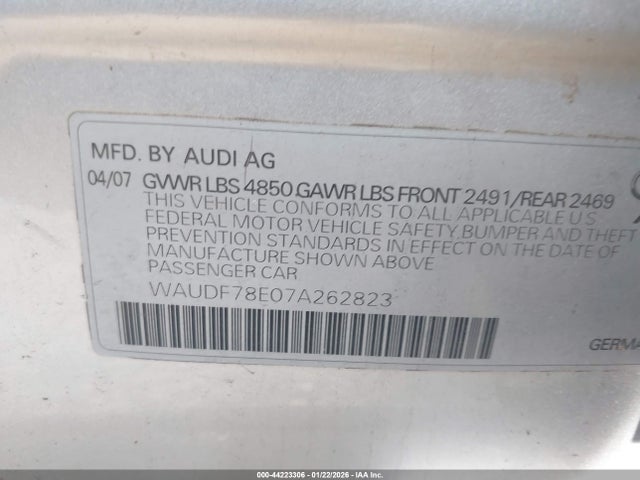 MFD. BY AUDI AG
04/07 GVWR LBS 4850 GAWR LBS FRONT 2491/REAR 2469
THIS VEHICLE CONFORMS TO ALL APPLICABLE U.S
FEDERAL MOTOR VEHICLE SAFETY,BUMPER AND THEFT
PREVENTION STANDARDS IN EFFECT ON THE DATE OF
MANUFACTURE SHOWN ABOVE
PASSENGER CAR
WAUDF78E07A262823
GERMA
000-44223306 - 01/22/2026 - IAA Inc.